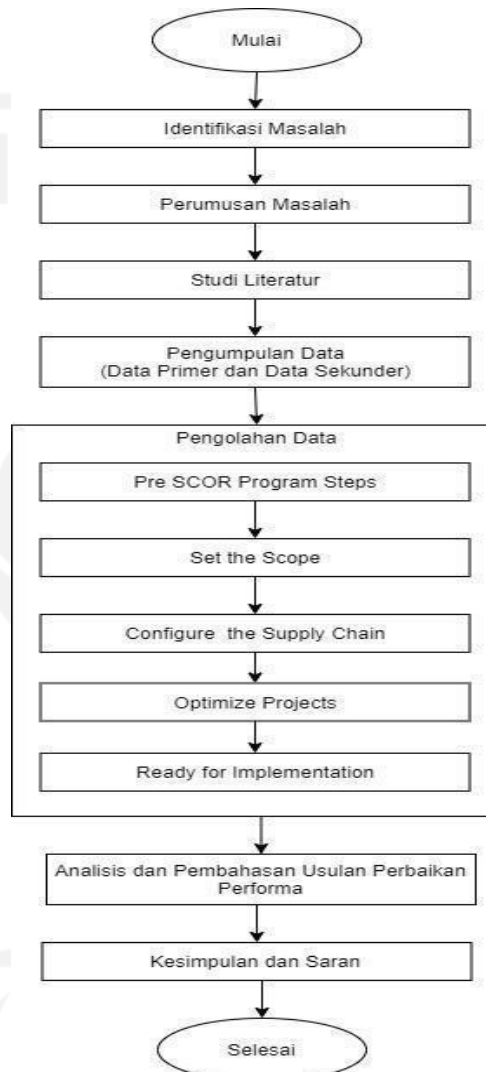 Mulai
Identifikasi Masalah
Perumusan Masalah
Studi Literatur
Pengumpulan Data
(Data Primer dan Data Sekunder)
Pengolahan Data
Pre SCOR Program Steps
Set the Scope
Configure the Supply Chain
Optimize Projects
Ready for Implementation
Analisis dan Pembahasan Usulan Perbaikan
Performa
Kesimpulan dan Saran
Selesai